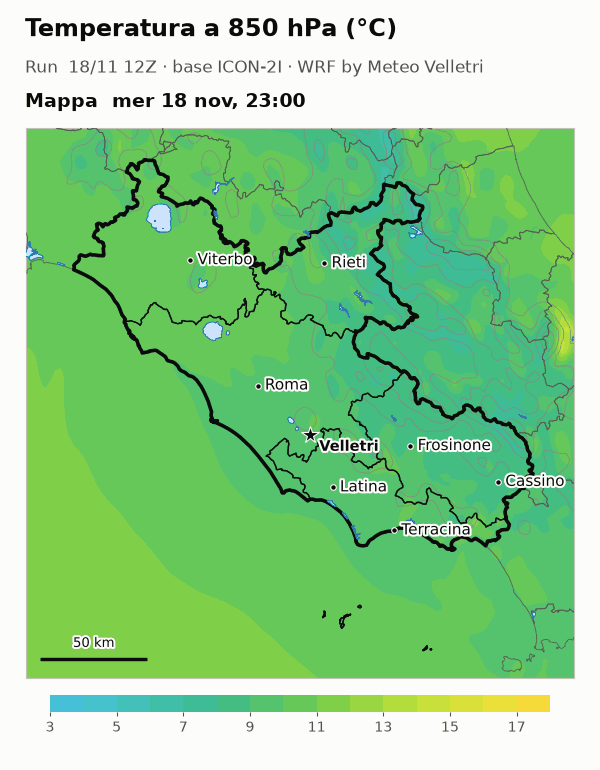 Temperatura a 850 hPa (°C)
Run  18/11 12Z · base ICON-2I · WRF by Meteo Velletri
Mappa  mer 18 nov, 23:00
Viterbo
Rieti
Roma
Velletri
Frosinone
Latina
Cassino
Terracina
50 km
3 5 7 9 11 13 15 17